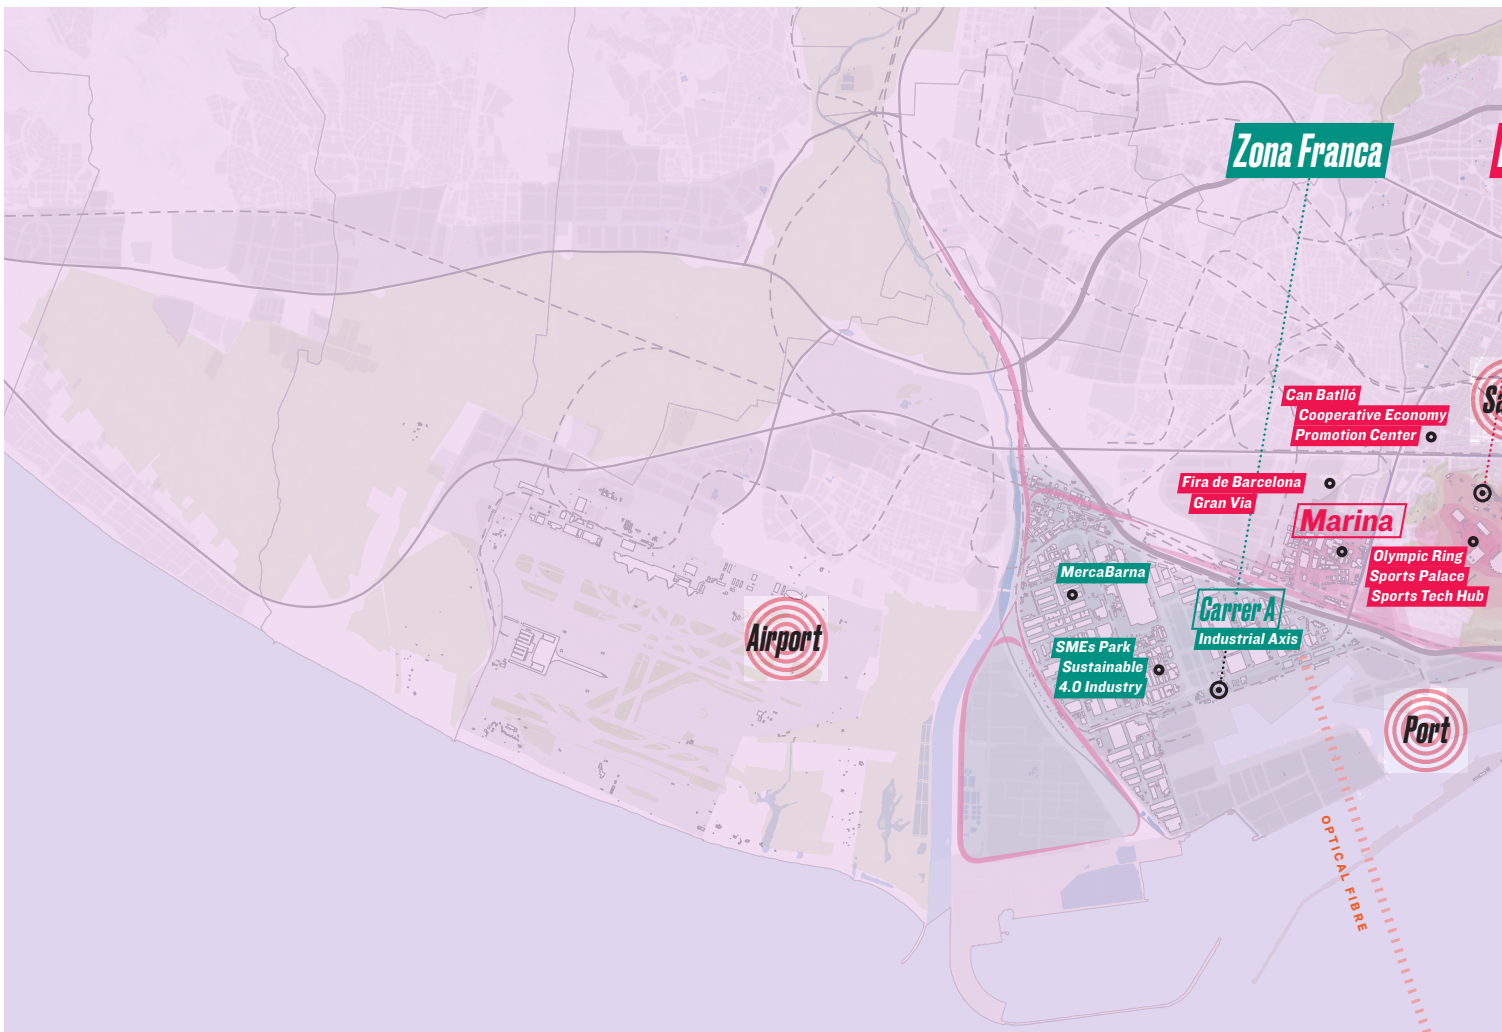 Zona Franca
Can Batlló
Cooperative Economy
Promotion Center
Fira de Barcelona
Gran Via
Marina
Olympic Ring
Sports Palace
Sports Tech Hub
MercaBarna
Carrer A
Industrial Axis
SMEs Park
Sustainable
4.0 Industry
Airport
Port
OPTICAL FIBRE